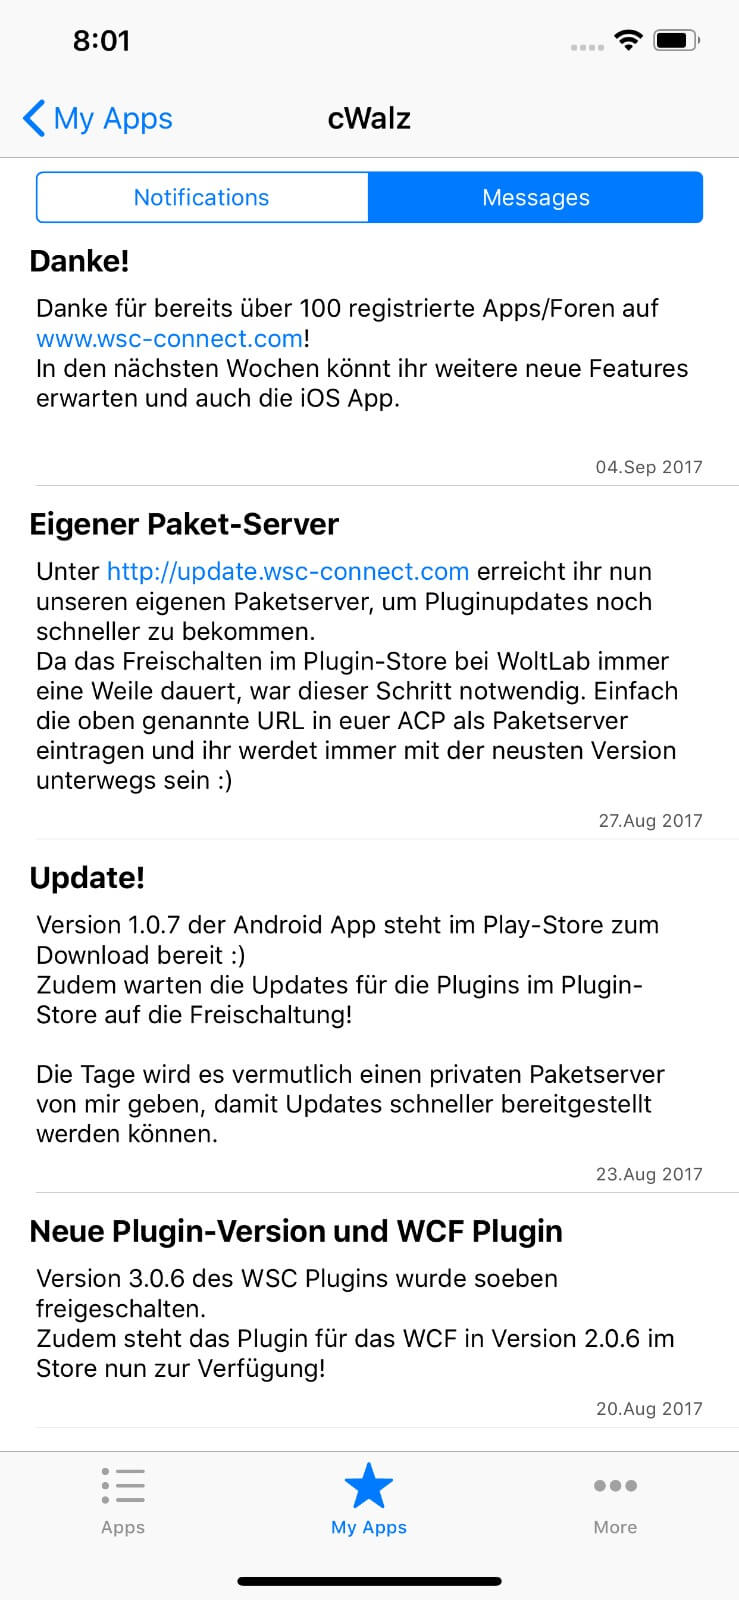 8:01
My Apps
cWalz
Notifications
Messages
Danke!
Danke für bereits über 100 registrierte Apps/Foren auf
www.wsc-connect.com!
In den nächsten Wochen könnt ihr weitere neue Features
erwarten und auch die iOS App.
04.Sep 2017
Eigener Paket-Server
Unter http://update.wsc-connect.com erreicht ihr nun
unseren eigenen Paketserver, um Pluginupdates noch
schneller zu bekommen.
Da das Freischalten im Plugin-Store bei WoltLab immer
eine Weile dauert, war dieser Schritt notwendig. Einfach
die oben genannte URL in euer ACP als Paketserver
eintragen und ihr werdet immer mit der neusten Version
unterwegs sein :)
27.Aug 2017
Update!
Version 1.0.7 der Android App steht im Play-Store zum
Download bereit :)
Zudem warten die Updates für die Plugins im Plugin-
Store auf die Freischaltung!
Die Tage wird es vermutlich einen privaten Paketserver
von mir geben, damit Updates schneller bereitgestellt
werden können.
23.Aug 2017
Neue Plugin-Version und WCF Plugin
Version 3.0.6 des WSC Plugins wurde soeben
freigeschalten.
Zudem steht das Plugin für das WCF in Version 2.0.6 im
Store nun zur Verfügung!
20.Aug 2017
Apps
My Apps
More